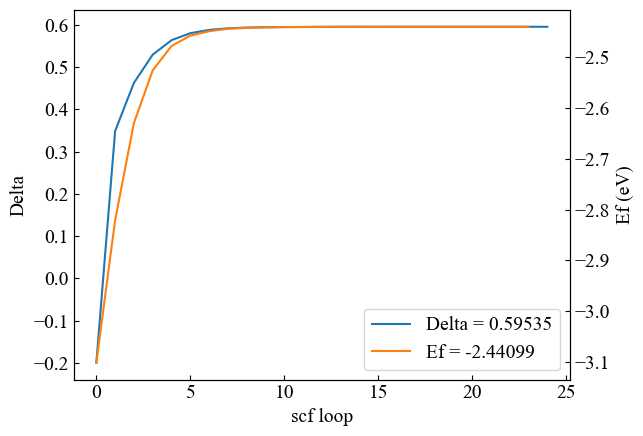 0.6
0.5
0.4
0.3
0.2
0.1
0.0
−0.1
−0.2
Delta
−2.5
−2.6
−2.7
−2.8
−2.9
−3.0
−3.1
Ef (eV)
Delta = 0.59535
Ef = -2.44099
0 5 10 15 20 25
scf loop